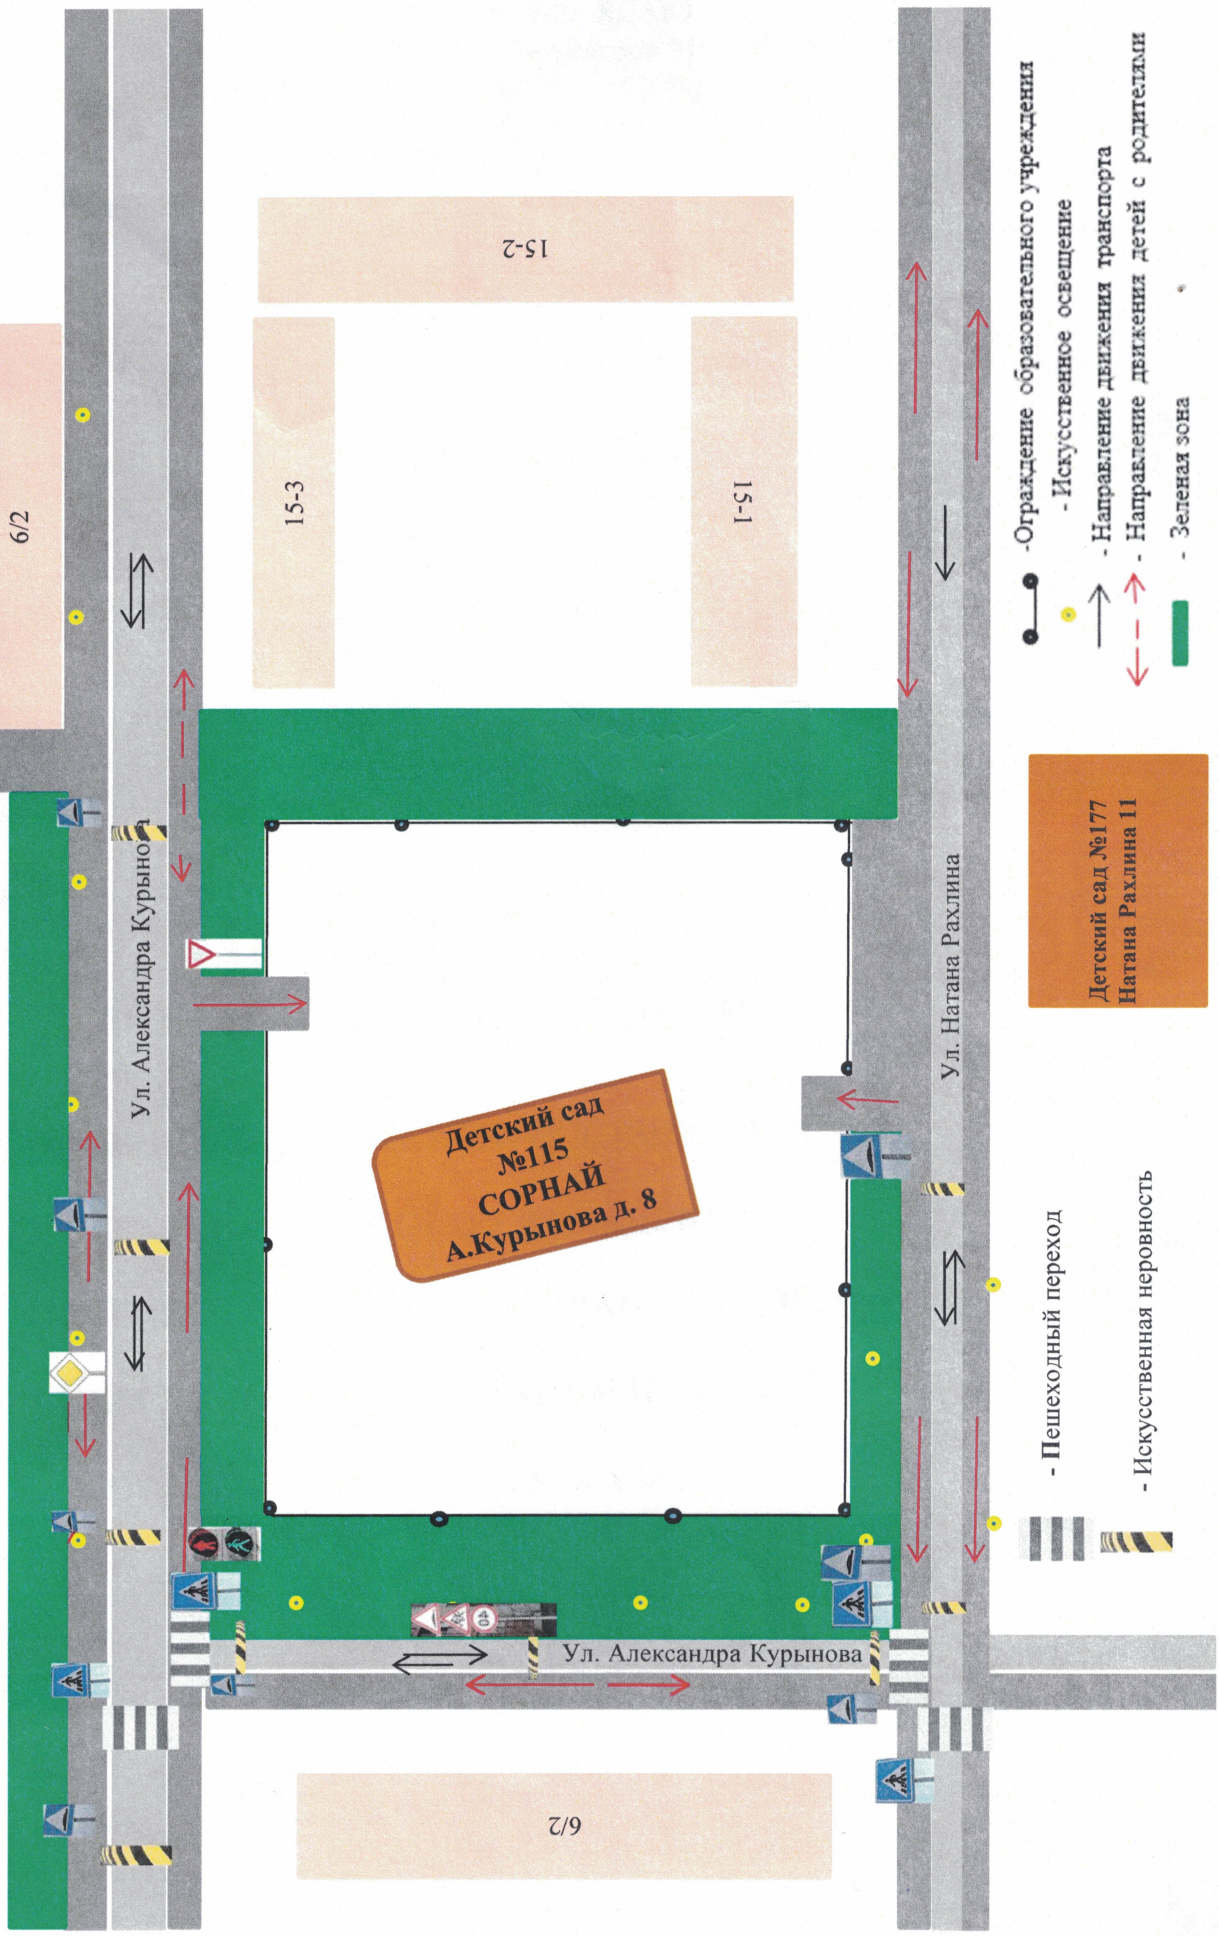 6/2
15-2
15-3
15-1
Ул. Александра Курынова
Детский сад
№115
СОРНАЙ
А.Курынова д. 8
Ул. Натана Рахлина
Ул. Александра Курынова
40
6/2
-Ограждение образовательного учреждения
- Искусственное освещение
- Направление движения транспорта
- Направление движения детей с родителями
- Зеленая зона
Детский сад №177
Натана Рахлина 11
- Пешеходный переход
- Искусственная неровность